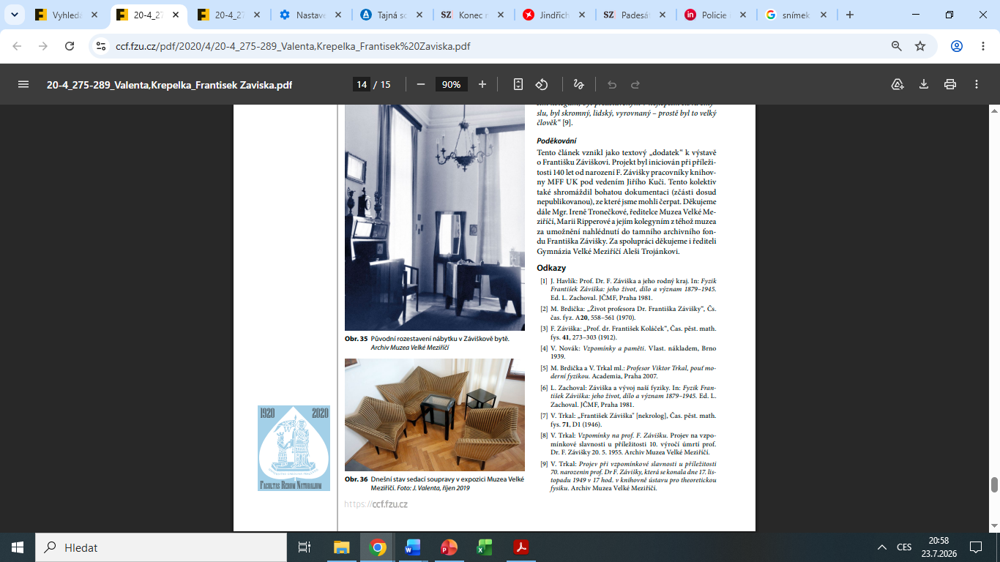 Vyhledá
20-4_27
20-4_27
Nastave
Tajná sc
Konec n
Jindřich
Padesát
Policie
snímek
ccf.fzu.cz/pdf/2020/4/20-4_275-289_Valenta,Krepelka_Frantisek%20Zaviska.pdf
20-4_275-289_Valenta,Krepelka_Frantisek Zaviska.pdf
14 / 15
90%
slu, byl skromný, lidský, vyrovnaný – prostě byl to velký
člověk“ [9].
Poděkování
Tento článek vznikl jako textový „dodatek“ k výstavě
o Františku Záviškovi. Projekt byl iniciován při příleži-
tosti 140 let od narození F. Závišky pracovníky knihov-
ny MFF UK pod vedením Jiřího Kuči. Tento kolektiv
také shromáždil bohatou dokumentaci (zčásti dosud
nepublikovanou), ze které jsme mohli čerpat. Děkujeme
dále Mgr. Ireně Tronečkové, ředitelce Muzea Velké Me-
ziříčí, Marii Ripperové a jejím kolegyním z téhož muzea
za umožnění nahlédnutí do tamního archivního fon-
du Františka Závišky. Za spolupráci děkujeme i řediteli
Gymnázia Velké Meziříčí Aleši Trojánkovi.
Odkazy
[1] J. Havlík: Prof. Dr. F. Záviška a jeho rodný kraj. In: Fyzik
František Záviška: jeho život, dílo a význam 1879–1945.
Ed. L. Zachoval. JČMF, Praha 1981.
[2] M. Brdička: „Život profesora Dr. Františka Závišky“, Čs.
čas. fyz. A20, 558–561 (1970).
[3] F. Záviška: „Prof. dr. František Koláček“, Čas. pěst. math.
fys. 41, 273–303 (1912).
[4] V. Novák: Vzpomínky a paměti. Vlast. nákladem, Brno
1939.
[5] M. Brdička a V. Trkal ml.: Profesor Viktor Trkal, pouť mo-
derní fyzikou. Academia, Praha 2007.
[6] L. Zachoval: Záviška a vývoj naší fyziky. In: Fyzik Fran-
tišek Záviška: jeho život, dílo a význam 1879–1945. Ed. L.
Zachoval. JČMF, Praha 1981.
[7] V. Trkal: „František Záviška“ [nekrolog], Čas. pěst. math.
fys. 71, D1 (1946).
[8] V. Trkal: Vzpomínky na prof. F. Závišku. Projev na vzpo-
mínkové slavnosti u příležitosti 10. výročí úmrtí prof.
Dr. F. Závišky 20. 5. 1955. Archiv Muzea Velké Meziříčí.
[9] V. Trkal: Projev při vzpomínkové slavnosti u příležitosti
70. narozenin prof. Dr F. Závišky, která se konala dne 17. lis-
topadu 1949 v 17 hod. v knihovně ústavu pro theoretickou
fysiku. Archiv Muzea Velké Meziříčí.
Obr. 35 Původní rozestavení nábytku v Záviškově bytě.
Archiv Muzea Velké Meziříčí
Obr. 36 Dnešní stav sedací soupravy v expozici Muzea Velké
Meziříčí. Foto: J. Valenta, říjen 2019
1920 2020
Facultas Rerum Naturalium
https://ccf.fzu.cz
Hledat
CES
20:58
23.7.2026